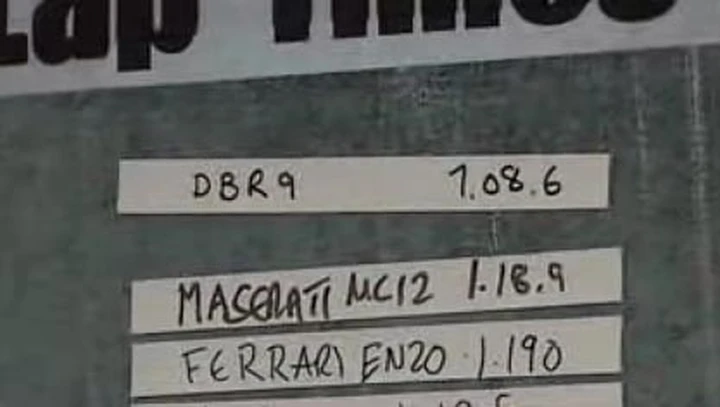 Lap Times
DBR9 1.08.6
MASERATI MC12 1.18.9
FERRARI ENZO 1.190